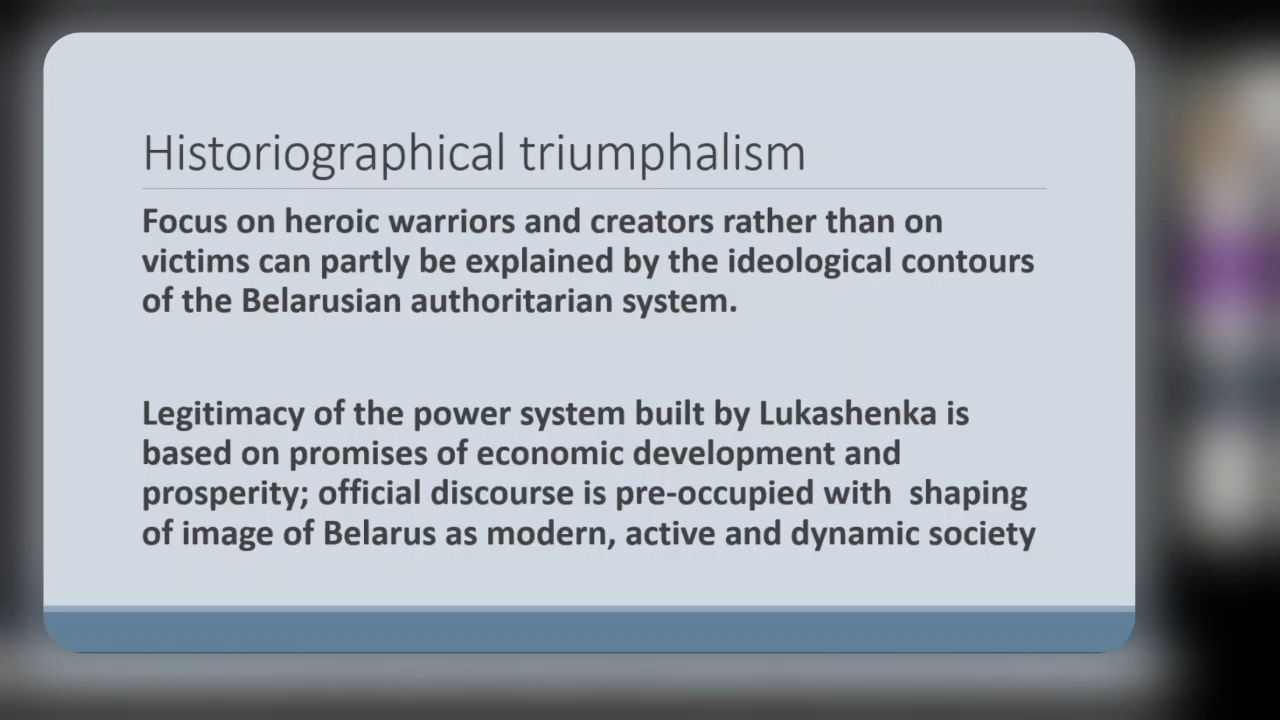 Historiographical triumphalism
Focus on heroic warriors and creators rather than on
victims can partly be explained by the ideological contours
of the Belarusian authoritarian system.
Legitimacy of the power system built by Lukashenka is
based on promises of economic development and
prosperity; official discourse is pre-occupied with  shaping
of image of Belarus as modern, active and dynamic society